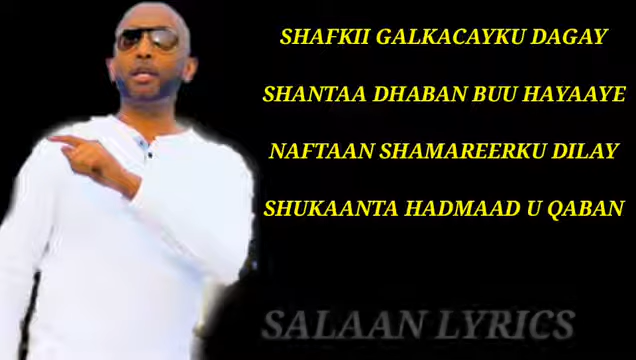 SHAFKII GALKACAYKU DAGAY
SHANTAA DHABAN BUU HAYAAYE
NAFTAAN SHAMAREERKU DILAY
SHUKAANTA HADMAAD U QABAN
SALAAN LYRICS